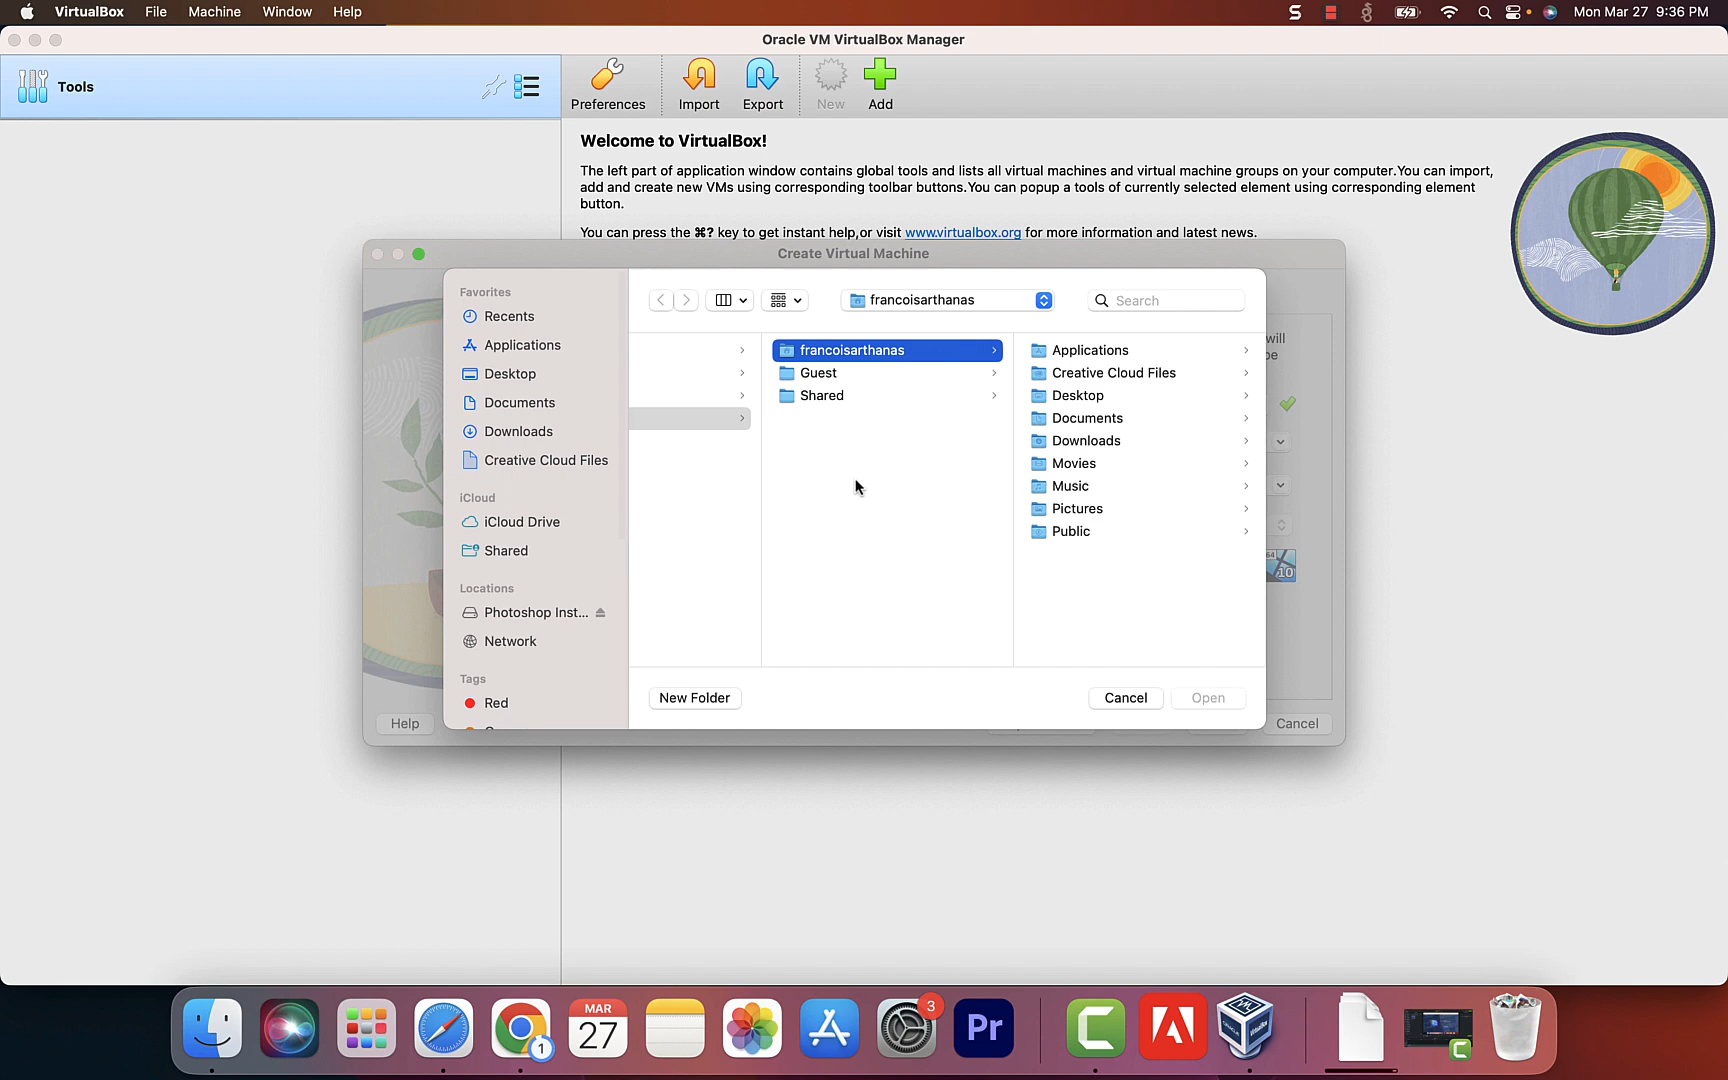 VirtualBox File Machine Window Help
Mon Mar 27 9:36 PM
Oracle VM VirtualBox Manager
Tools
Preferences Import Export New Add
Welcome to VirtualBox!
The left part of application window contains global tools and lists all virtual machines and virtual machine groups on your computer.You can import,
add and create new VMs using corresponding toolbar buttons.You can popup a tools of currently selected element using corresponding element
button.
You can press the ⌘? key to get instant help,or visit www.virtualbox.org for more information and latest news.
Create Virtual Machine
Favorites
Recents
Applications
Desktop
Documents
Downloads
Creative Cloud Files
iCloud
iCloud Drive
Shared
Locations
Photoshop Inst...
Network
Tags
Red
francoisarthanas
Search
francoisarthanas
Guest
Shared
Applications
Creative Cloud Files
Desktop
Documents
Downloads
Movies
Music
Pictures
Public
will
be
64
10
New Folder
Cancel
Open
Help
Cancel
1
MAR
27
3
Pr